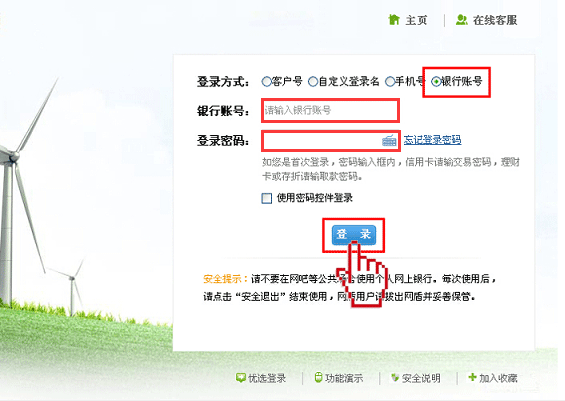 主页 在线客服
登录方式： 客户号 自定义登录名 手机号 银行账号
银行账号： 请输入银行账号
登录密码： 忘记登录密码
如您是首次登录，密码输入框内，信用卡请输交易密码，理财
卡或存折请输取款密码。
使用密码控件登录
登 录
安全提示：请不要在网吧等公共场合使用个人网上银行。每次使用后，
请点击“安全退出”结束使用，网盾用户请拔出网盾并妥善保管。
优选登录 功能演示 安全说明 加入收藏